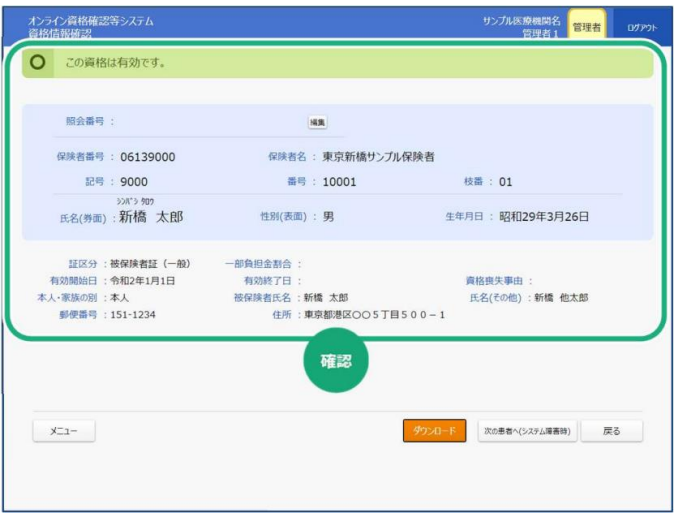 オンライン資格確認等システム
資格情報確認
サンプル医療機関名
管理者1
管理者
ログアウト
この資格は有効です。
照会番号 :
編集
保険者番号 : 06139000 保険者名 : 東京新橋サンプル保険者
記号 : 9000 番号 : 10001 枝番 : 01
シンバシ タロウ
氏名(券面) : 新橋 太郎 性別(表面) : 男 生年月日 : 昭和29年3月26日
証区分 : 被保険者証(一般) 一部負担金割合 :
有効開始日 : 令和2年1月1日 有効終了日 : 資格喪失事由 :
本人・家族の別 : 本人 被保険者氏名 : 新橋 太郎 氏名(その他) : 新橋 他太郎
郵便番号 : 151-1234 住所 : 東京都港区〇〇5丁目500-1
確認
メニュー ダウンロード 次の患者へ(システム障害時) 戻る